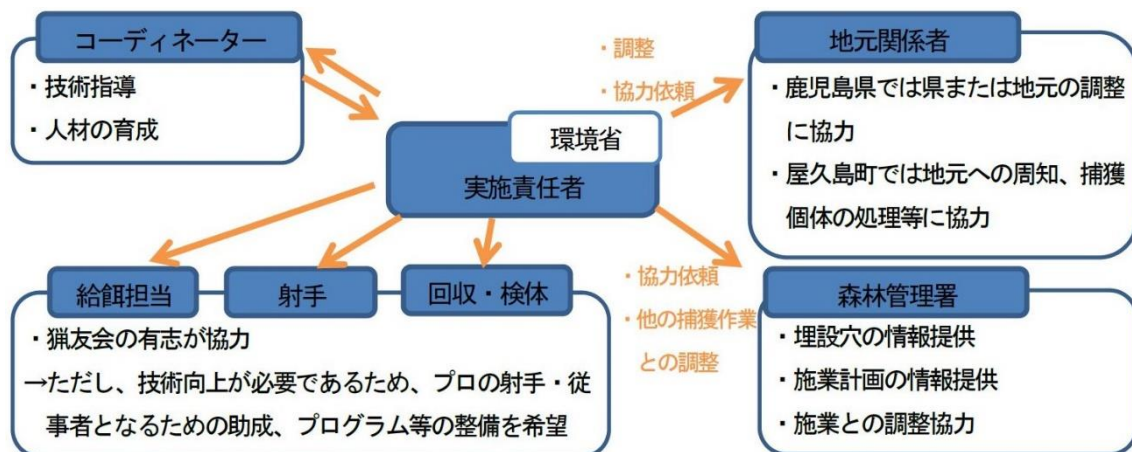 コーディネーター
・技術指導
・人材の育成
・調整
・協力依頼
地元関係者
・鹿児島県では県または地元の調整
に協力
・屋久島町では地元への周知、捕獲
個体の処理等に協力
環境省
実施責任者
給餌担当
射手
回収・検体
・猟友会の有志が協力
→ただし、技術向上が必要であるため、プロの射手・従
事者となるための助成、プログラム等の整備を希望
・協力依頼
・他の捕獲作業
との調整
森林管理署
・埋設穴の情報提供
・施業計画の情報提供
・施業との調整協力